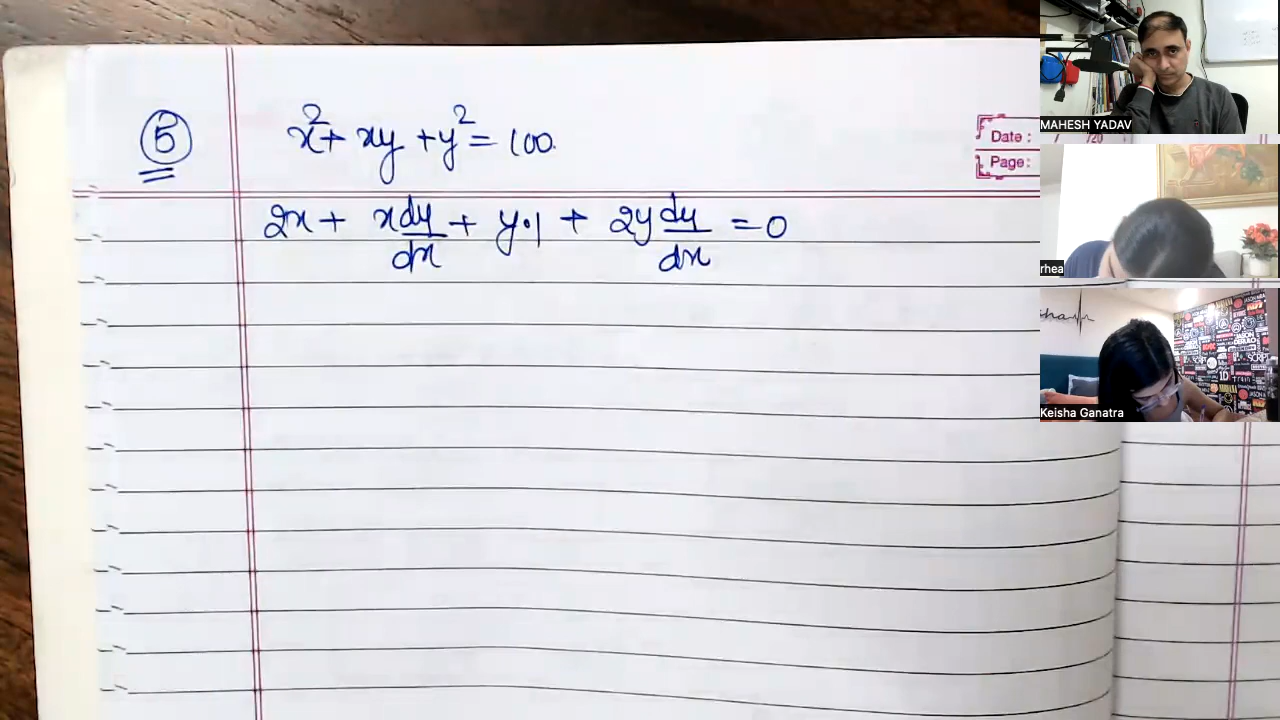 5 x² + xy + y² = 100.
2x + x dy/dx + y·1 + 2y dy/dx = 0
Date : / /20
Page:
MAHESH YADAV
rhea
Keisha Ganatra